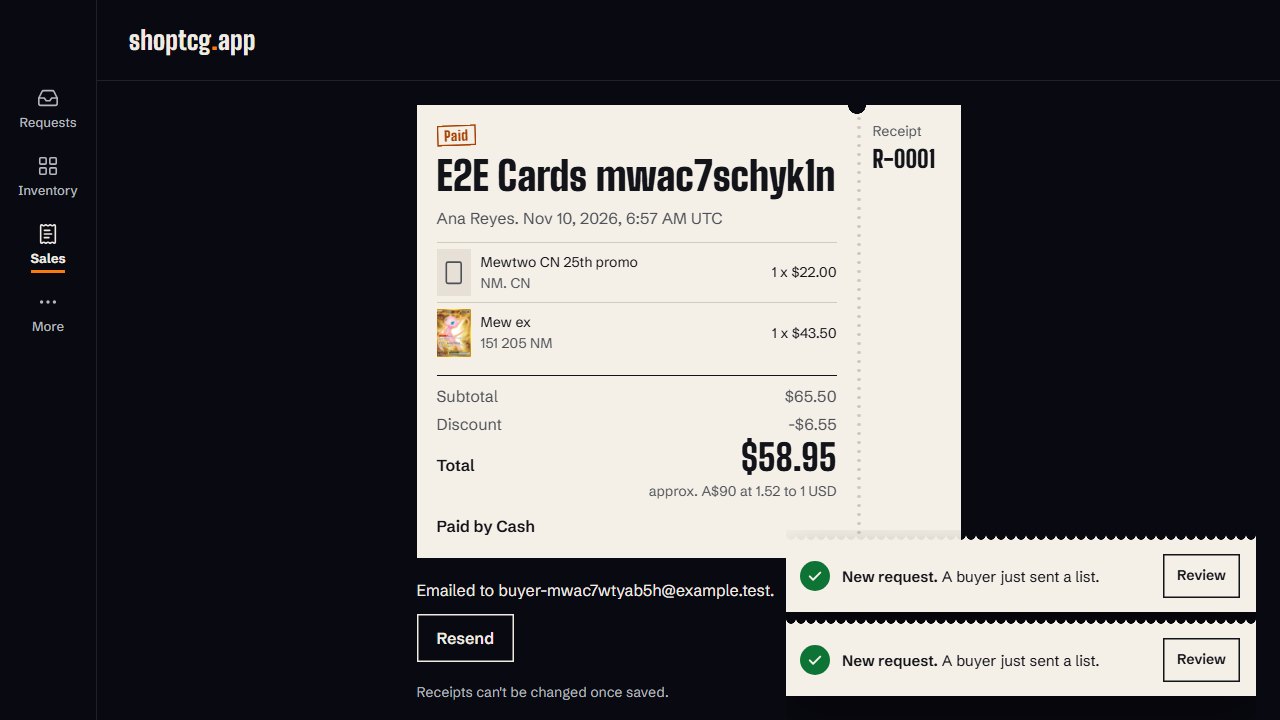 shoptcg.app
Requests
Inventory
Sales
More
Paid
Receipt
R-0001
E2E Cards mwac7schyk1n
Ana Reyes. Nov 10, 2026, 6:57 AM UTC
Mewtwo CN 25th promo
NM. CN
1 x $22.00
Mew ex
151 205 NM
1 x $43.50
Subtotal $65.50
Discount -$6.55
Total $58.95
approx. A$90 at 1.52 to 1 USD
Paid by Cash
Emailed to buyer-mwac7wtyab5h@example.test.
Resend
Receipts can't be changed once saved.
New request. A buyer just sent a list. Review
New request. A buyer just sent a list. Review